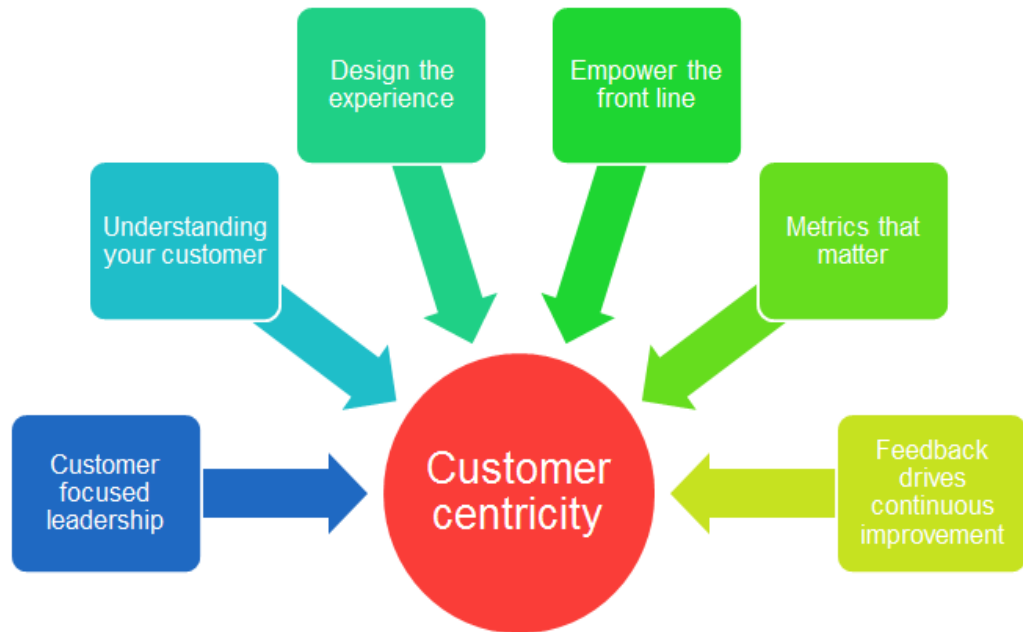 Design the
experience
Empower the
front line
Understanding
your customer
Metrics that
matter
Customer
focused
leadership
Customer
centricity
Feedback
drives
continuous
improvement